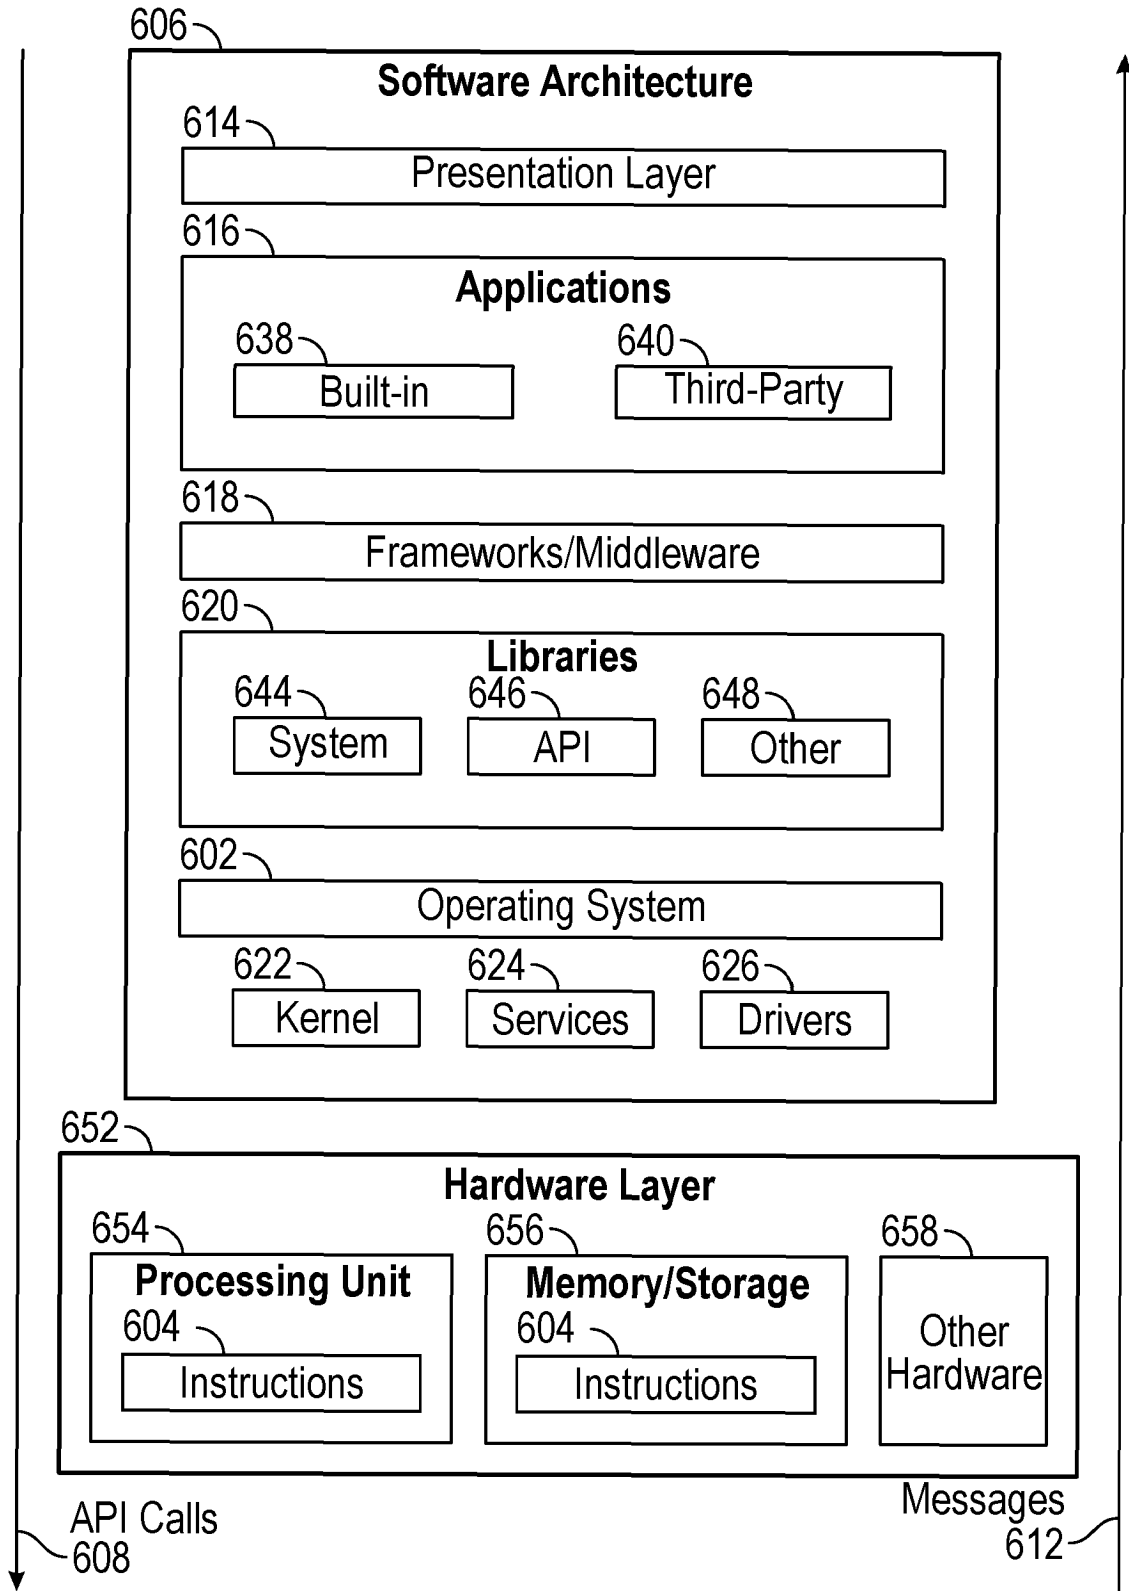 606
Software Architecture
614
Presentation Layer
616
Applications
638
640
Built-in
Third-Party
618
Frameworks/Middleware
620
Libraries
644
646
648
System
API
Other
602
Operating System
622
624
626
Kernel
Services
Drivers
652
Hardware Layer
654
656
658
Processing Unit
Memory/Storage
604
604
Other
Hardware
Instructions
Instructions
API Calls
608
Messages
612